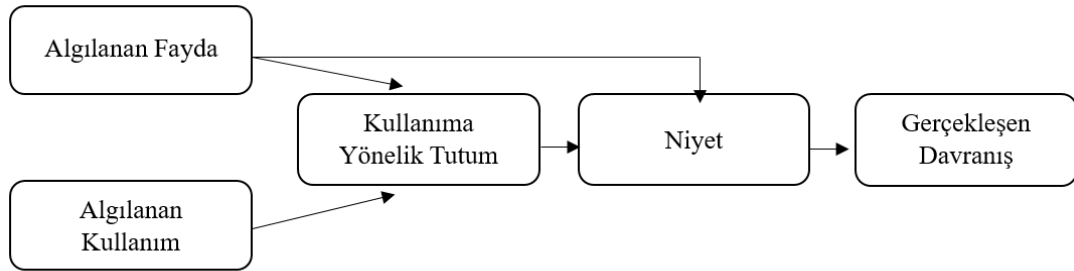 Algılanan Fayda
Kullanıma
Yönelik Tutum
Niyet
Gerçekleşen
Davranış
Algılanan
Kullanım